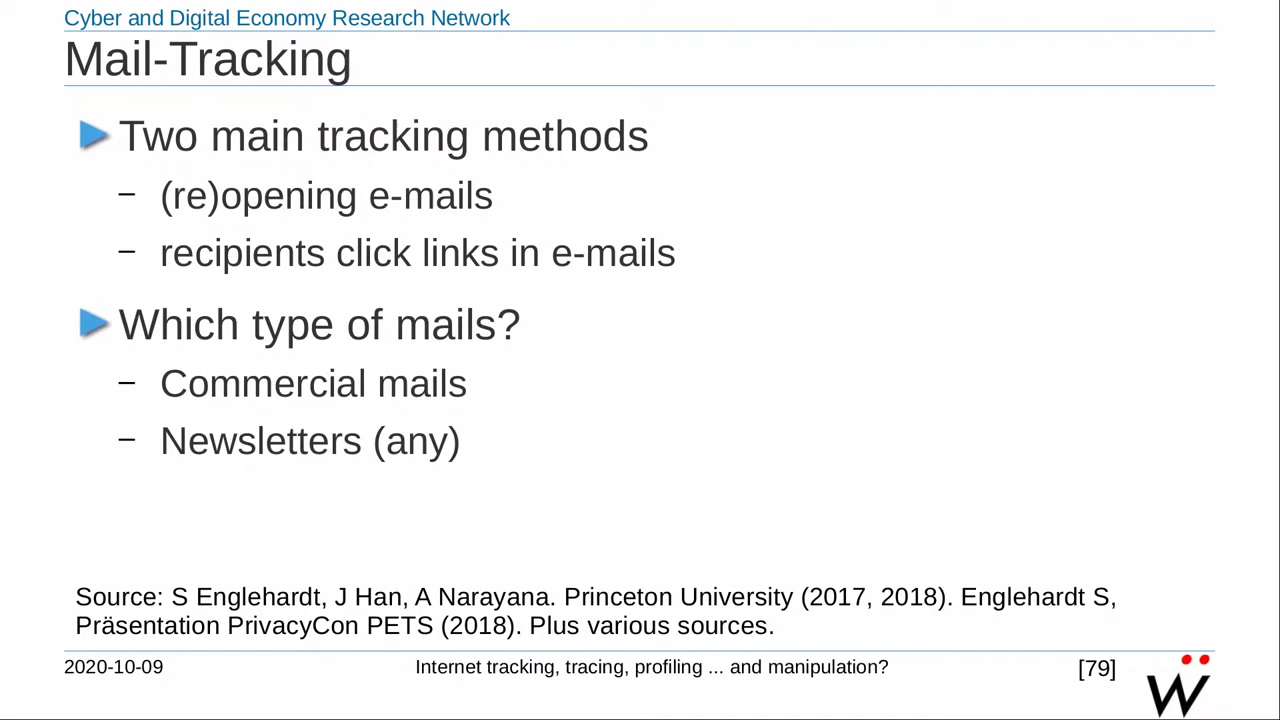 Cyber and Digital Economy Research Network
Mail-Tracking
Two main tracking methods
– (re)opening e-mails
– recipients click links in e-mails
Which type of mails?
– Commercial mails
– Newsletters (any)
Source: S Englehardt, J Han, A Narayana. Princeton University (2017, 2018). Englehardt S,
Präsentation PrivacyCon PETS (2018). Plus various sources.
2020-10-09 Internet tracking, tracing, profiling ... and manipulation? [79]
Ẅ